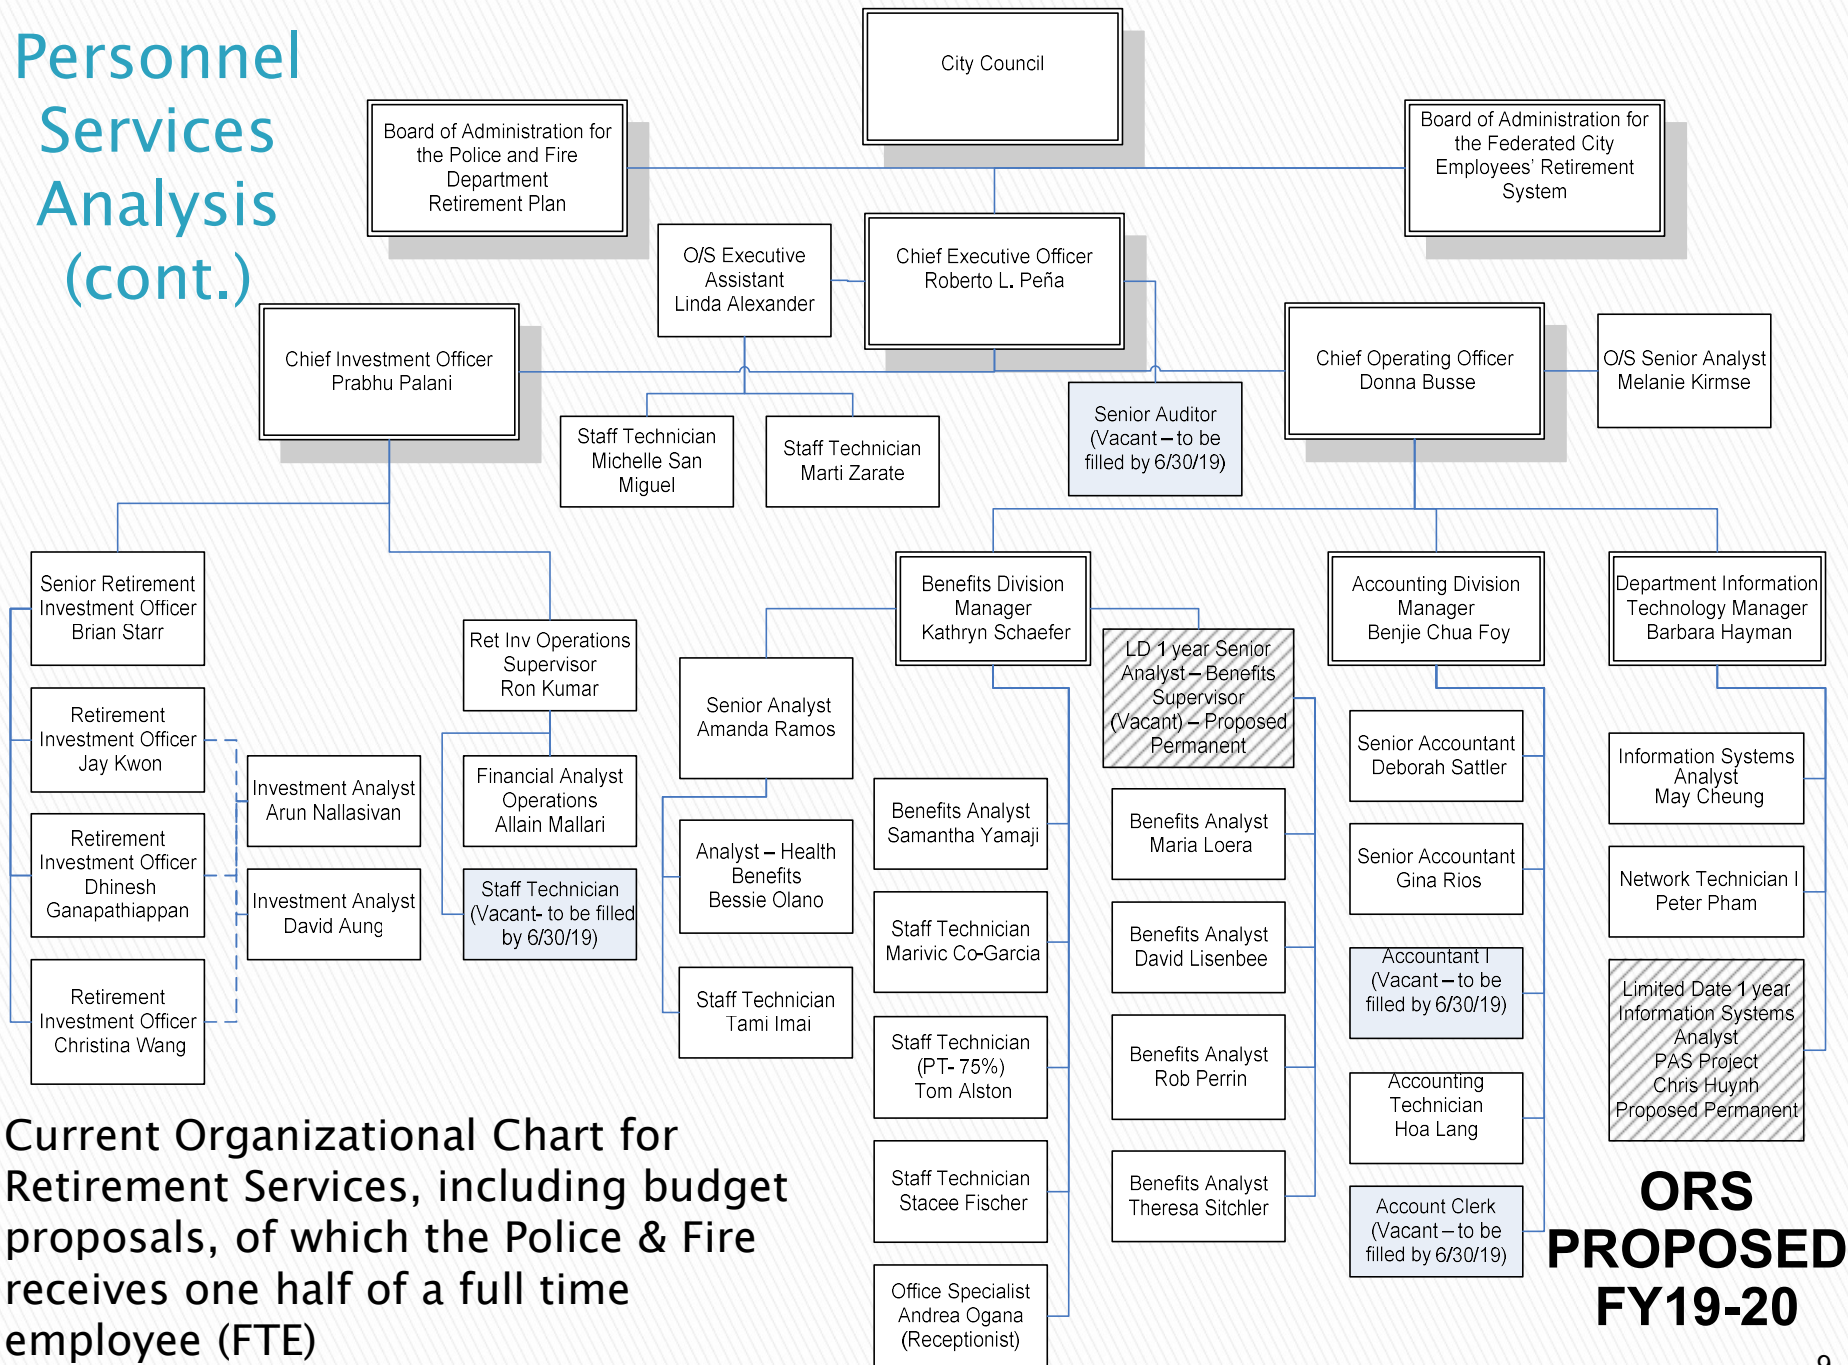 Personnel
Services
Analysis
(cont.)
City Council
Board of Administration for
the Police and Fire
Department
Retirement Plan
Board of Administration for
the Federated City
Employees' Retirement
System
O/S Executive
Assistant
Linda Alexander
Chief Executive Officer
Roberto L. Peña
Chief Investment Officer
Prabhu Palani
Chief Operating Officer
Donna Busse
O/S Senior Analyst
Melanie Kirmse
Staff Technician
Michelle San
Miguel
Staff Technician
Marti Zarate
Senior Auditor
(Vacant – to be
filled by 6/30/19)
Senior Retirement
Investment Officer
Brian Starr
Retirement
Investment Officer
Jay Kwon
Retirement
Investment Officer
Dhinesh
Ganapathiappan
Retirement
Investment Officer
Christina Wang
Investment Analyst
Arun Nallasivan
Investment Analyst
David Aung
Ret Inv Operations
Supervisor
Ron Kumar
Financial Analyst
Operations
Allain Mallari
Staff Technician
(Vacant- to be filled
by 6/30/19)
Benefits Division
Manager
Kathryn Schaefer
Senior Analyst
Amanda Ramos
Analyst – Health
Benefits
Bessie Olano
Staff Technician
Tami Imai
Benefits Analyst
Samantha Yamaji
Staff Technician
Marivic Co-Garcia
Staff Technician
(PT- 75%)
Tom Alston
Staff Technician
Stacee Fischer
Office Specialist
Andrea Ogana
(Receptionist)
LD 1 year Senior
Analyst – Benefits
Supervisor
(Vacant) – Proposed
Permanent
Benefits Analyst
Maria Loera
Benefits Analyst
David Lisenbee
Benefits Analyst
Rob Perrin
Benefits Analyst
Theresa Sitchler
Accounting Division
Manager
Benjie Chua Foy
Senior Accountant
Deborah Sattler
Senior Accountant
Gina Rios
Accountant I
(Vacant – to be
filled by 6/30/19)
Accounting
Technician
Hoa Lang
Account Clerk
(Vacant – to be
filled by 6/30/19)
Department Information
Technology Manager
Barbara Hayman
Information Systems
Analyst
May Cheung
Network Technician I
Peter Pham
Limited Date 1 year
Information Systems
Analyst
PAS Project
Chris Huynh
Proposed Permanent
Current Organizational Chart for
Retirement Services, including budget
proposals, of which the Police & Fire
receives one half of a full time
employee (FTE)
ORS
PROPOSED
FY19-20
9